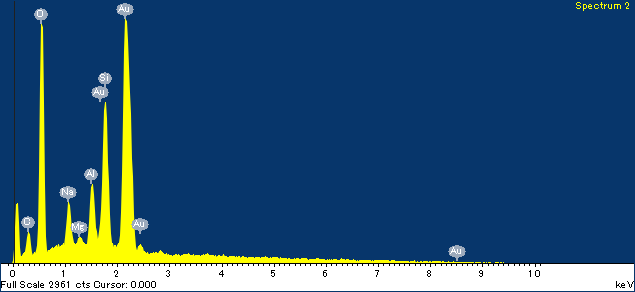 Spectrum 2
O
Au
Si
Au
Al
Na
C
Mg
Au
Au
0 1 2 3 4 5 6 7 8 9 10
Full Scale 2961 cts Cursor: 0.000 keV